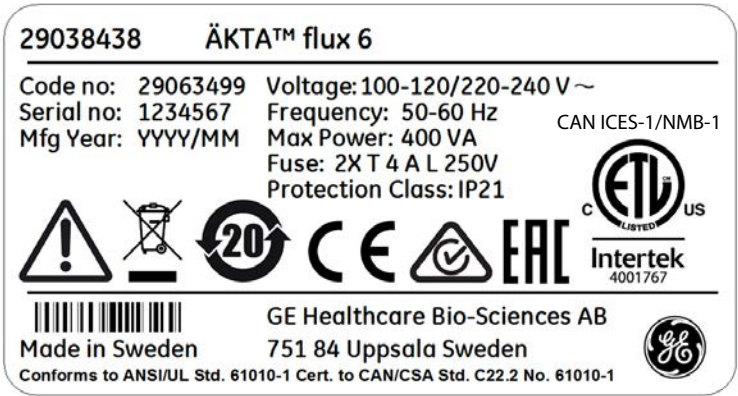 29038438 ÄKTA™ flux 6
Code no: 29063499
Serial no: 1234567
Mfg Year: YYYY/MM
Voltage: 100-120/220-240 V ~
Frequency: 50-60 Hz
Max Power: 400 VA
Fuse: 2X T 4 A L 250V
Protection Class: IP21
CAN ICES-1/NMB-1
ETL CM
LISTED
C US
Intertek
4001767
20
CE
EAC
Made in Sweden
GE Healthcare Bio-Sciences AB
751 84 Uppsala Sweden
GE
Conforms to ANSI/UL Std. 61010-1 Cert. to CAN/CSA Std. C22.2 No. 61010-1